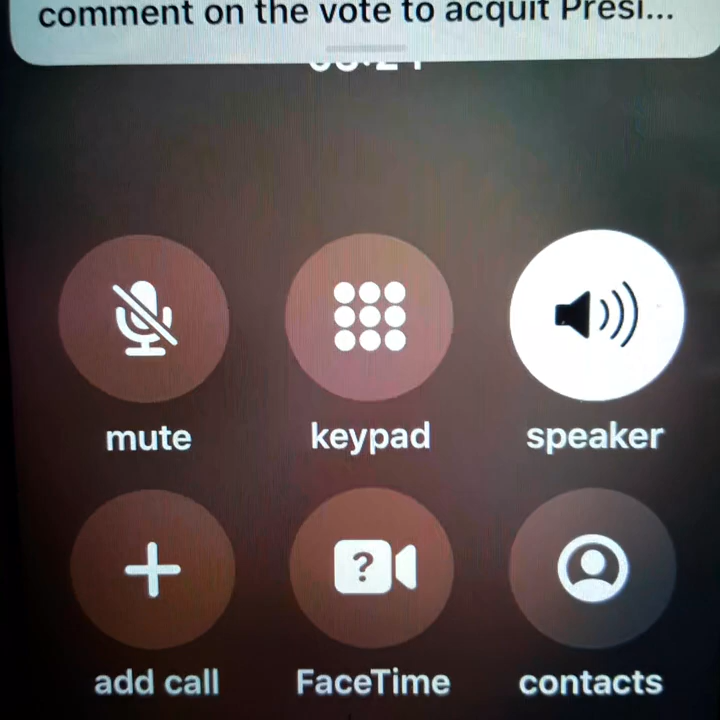 comment on the vote to acquit Presi...
mute
keypad
speaker
add call
?
FaceTime
contacts